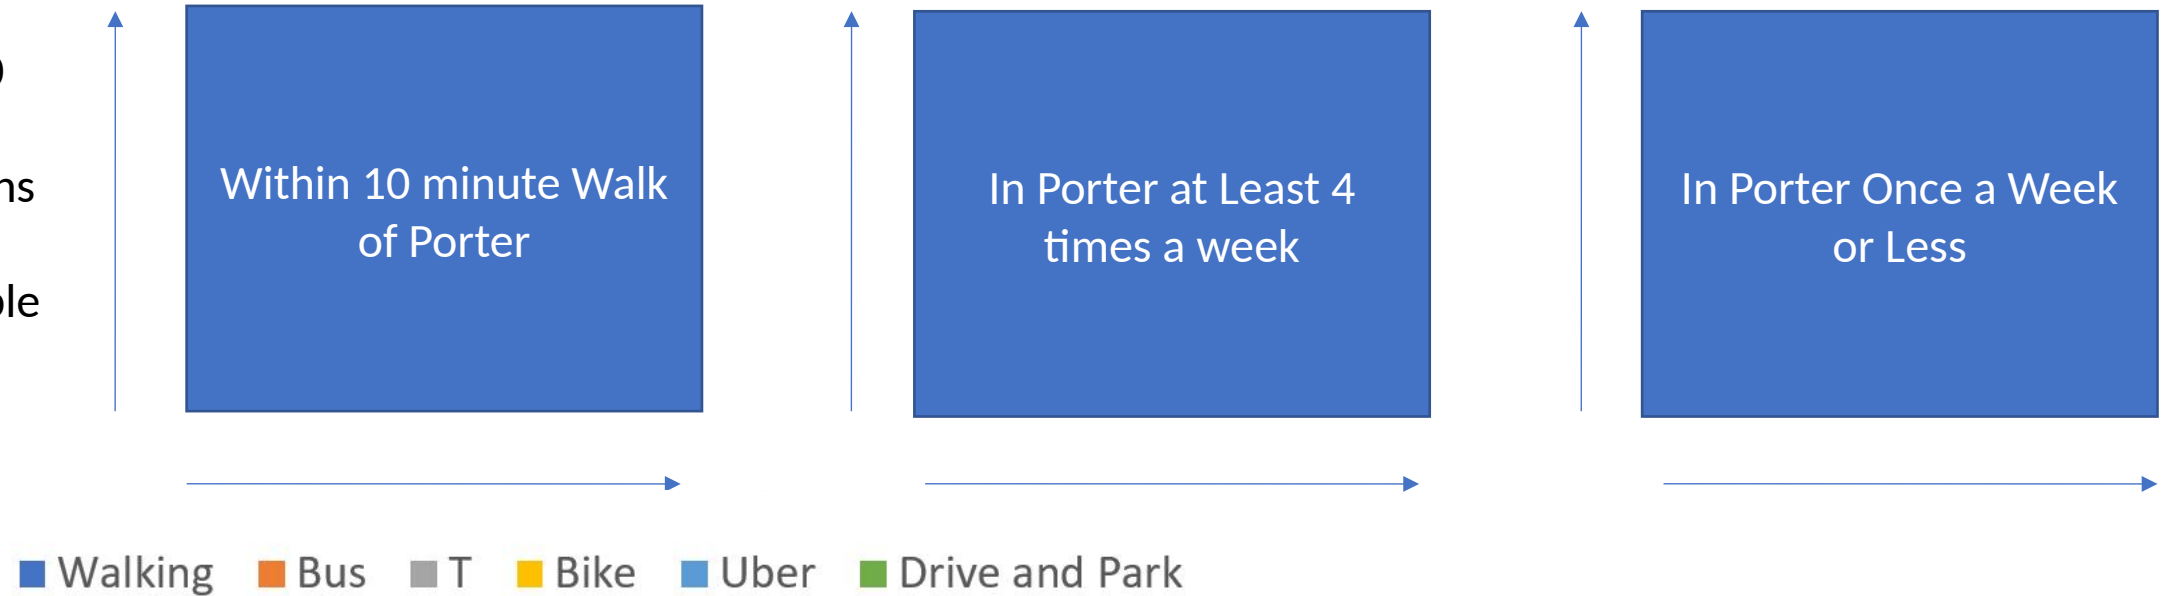 Within 10 minute Walk
of Porter
In Porter at Least 4
times a week
In Porter Once a Week
or Less
Walking Bus T Bike Uber Drive and Park